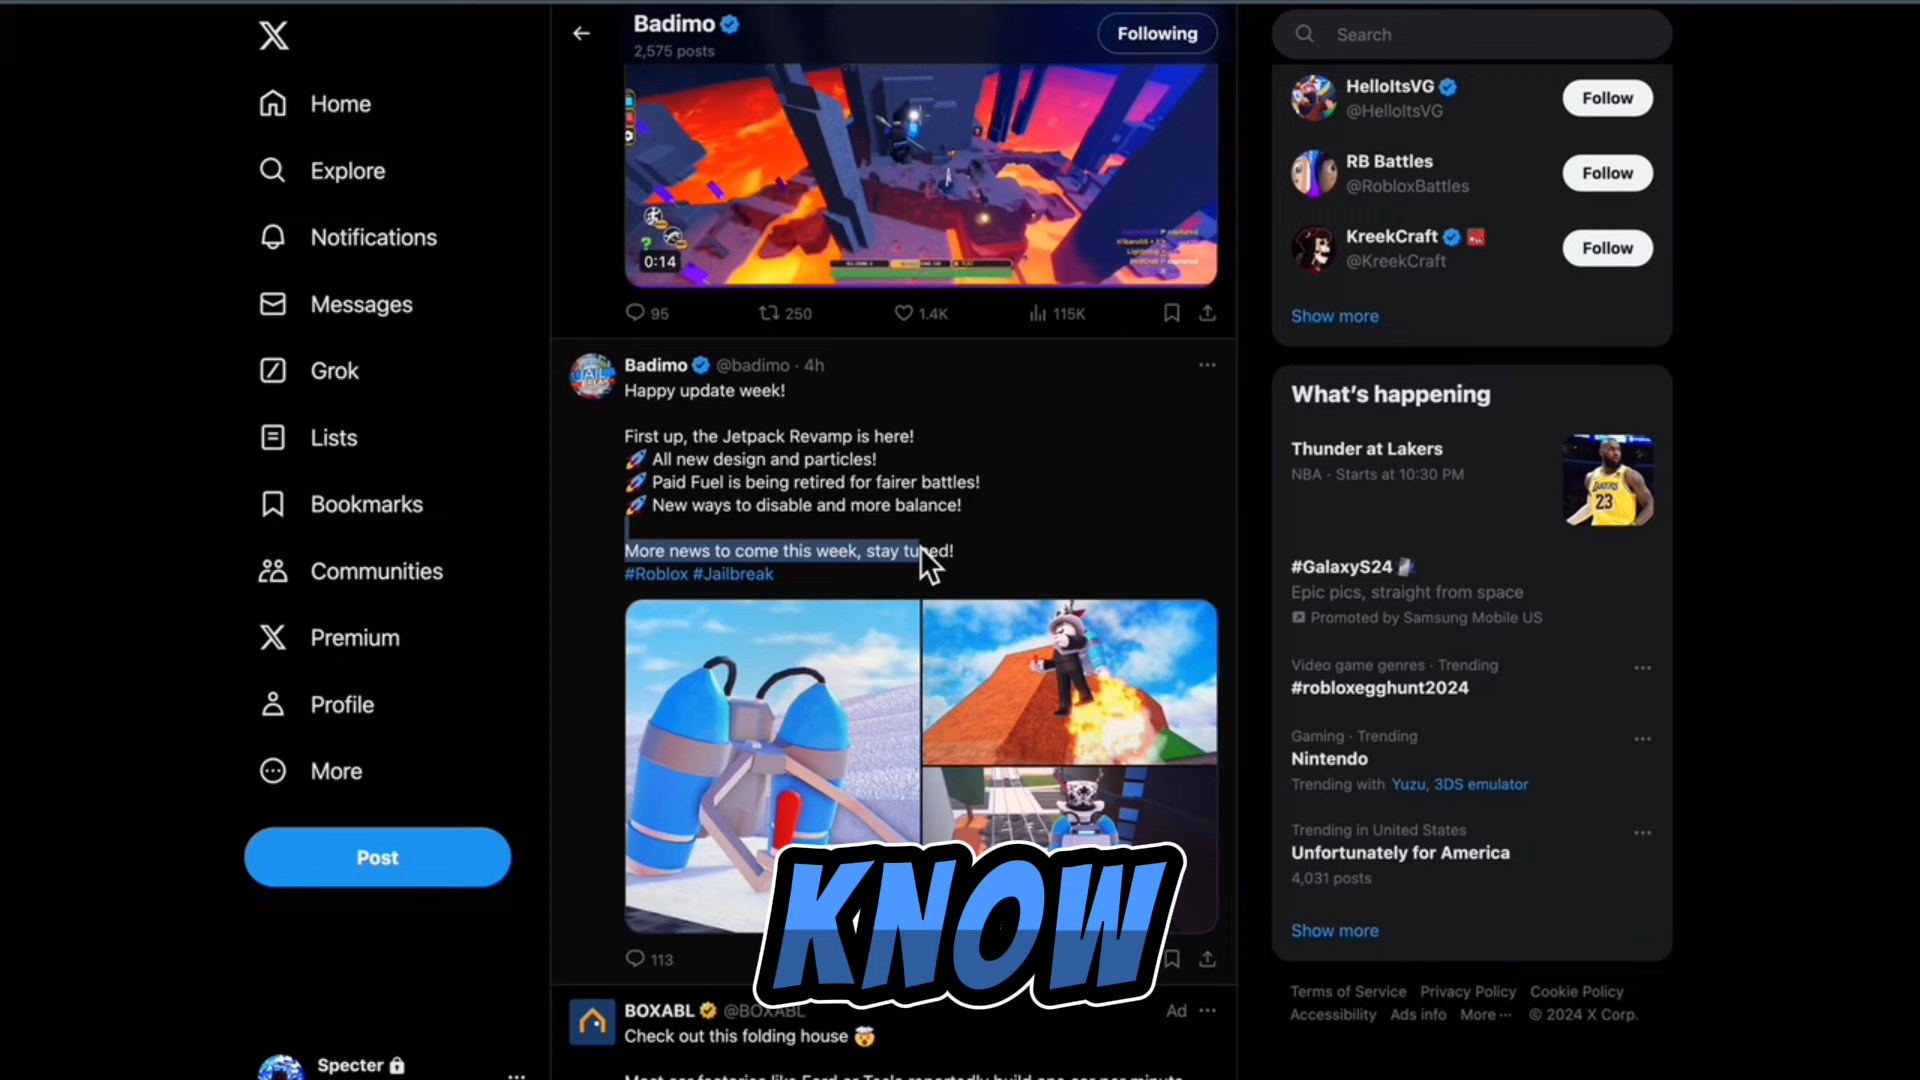 Home
Explore
Notifications
Messages
Grok
Lists
Bookmarks
Communities
Premium
Profile
More
Post
Specter
Badimo
2,575 posts
Following
0:14
95 250 1.4K 115K
Badimo @badimo · 4h
Happy update week!
First up, the Jetpack Revamp is here!
🚀 All new design and particles!
🚀 Paid Fuel is being retired for fairer battles!
🚀 New ways to disable and more balance!
More news to come this week, stay tuned!
#Roblox #Jailbreak
113
KNOW
BOXABL @BOXABL Ad
Check out this folding house 🤯
Search
HelloItsVG
@HelloItsVG
Follow
RB Battles
@RobloxBattles
Follow
KreekCraft
@KreekCraft
Follow
Show more
What's happening
Thunder at Lakers
NBA · Starts at 10:30 PM
LAKERS
23
#GalaxyS24
Epic pics, straight from space
Promoted by Samsung Mobile US
Video game genres · Trending
#robloxegghunt2024
Gaming · Trending
Nintendo
Trending with Yuzu, 3DS emulator
Trending in United States
Unfortunately for America
4,031 posts
Show more
Terms of Service Privacy Policy Cookie Policy
Accessibility Ads info More ··· © 2024 X Corp.